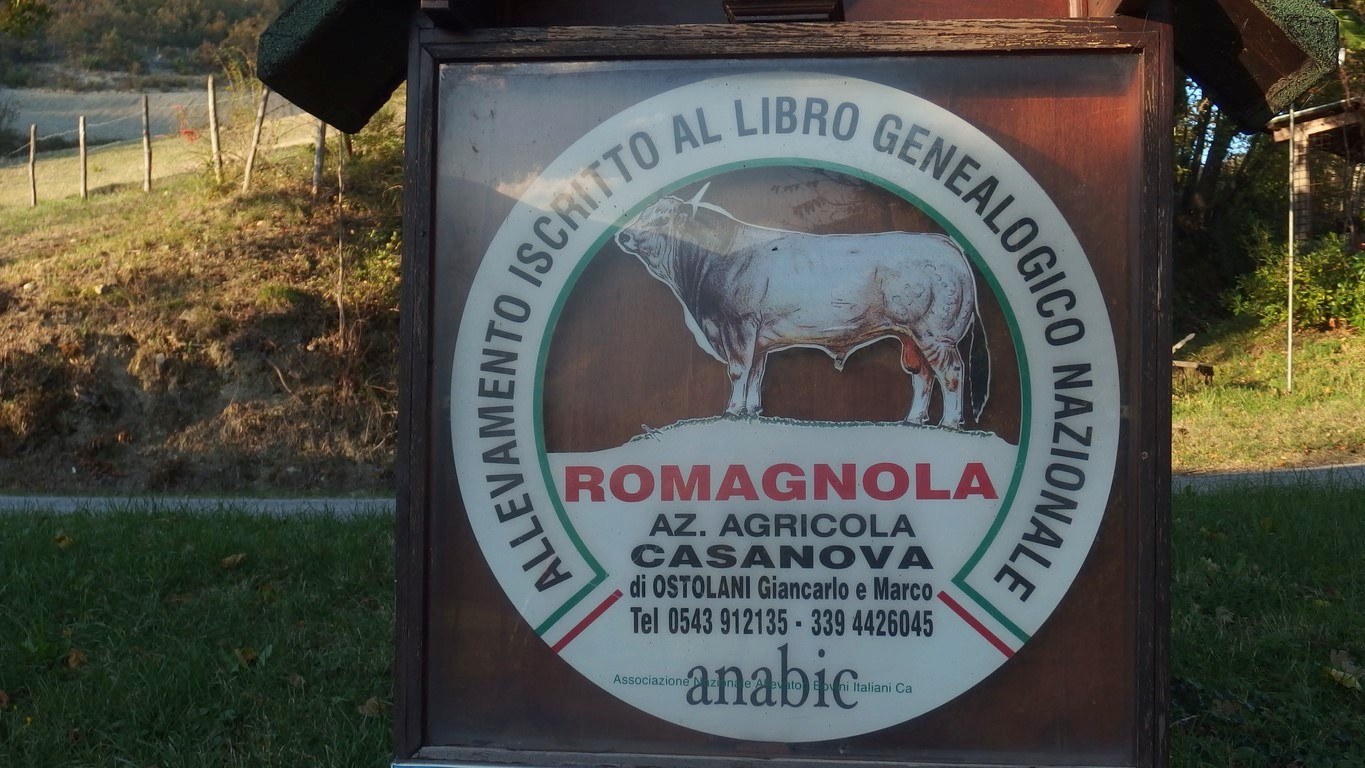 ALLEVAMENTO ISCRITTO AL LIBRO GENEALOGICO NAZIONALE
ROMAGNOLA
AZ. AGRICOLA
CASANOVA
di OSTOLANI Giancarlo e Marco
Tel 0543 912135 - 339 4426045
anabic
Associazione Nazionale Allevatori Bovini Italiani Ca